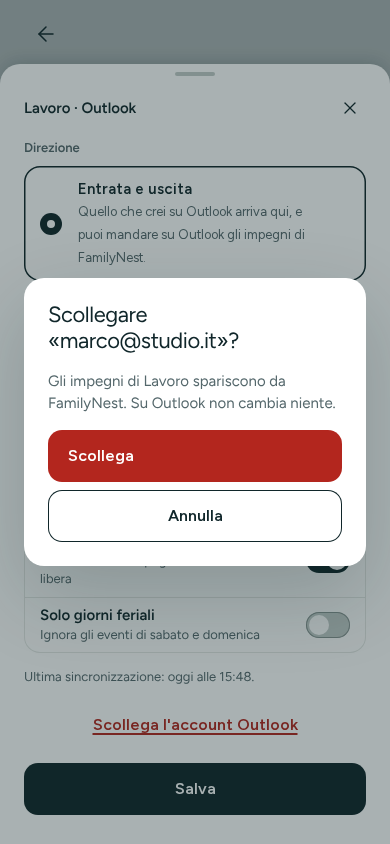 Lavoro · Outlook
Direzione
Entrata e uscita
Quello che crei su Outlook arriva qui, e
puoi mandare su Outlook gli impegni di
FamilyNest.
Scollegare
«marco@studio.it»?
Gli impegni di Lavoro spariscono da
FamilyNest. Su Outlook non cambia niente.
Scollega
Annulla
libera
Solo giorni feriali
Ignora gli eventi di sabato e domenica
Ultima sincronizzazione: oggi alle 15:48.
Scollega l'account Outlook
Salva